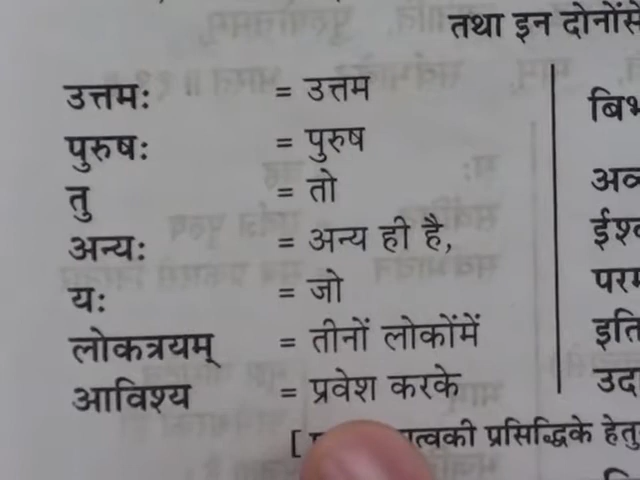 तथा इन दोनोंसे
उत्तमः = उत्तम
पुरुषः = पुरुष
तु = तो
अन्यः = अन्य ही है,
यः = जो
लोकत्रयम् = तीनों लोकोंमें
आविश्य = प्रवेश करके
बिभ
अव्
ईश्व
परम
इति
उद
[ त्वकी प्रसिद्धिके हेतु